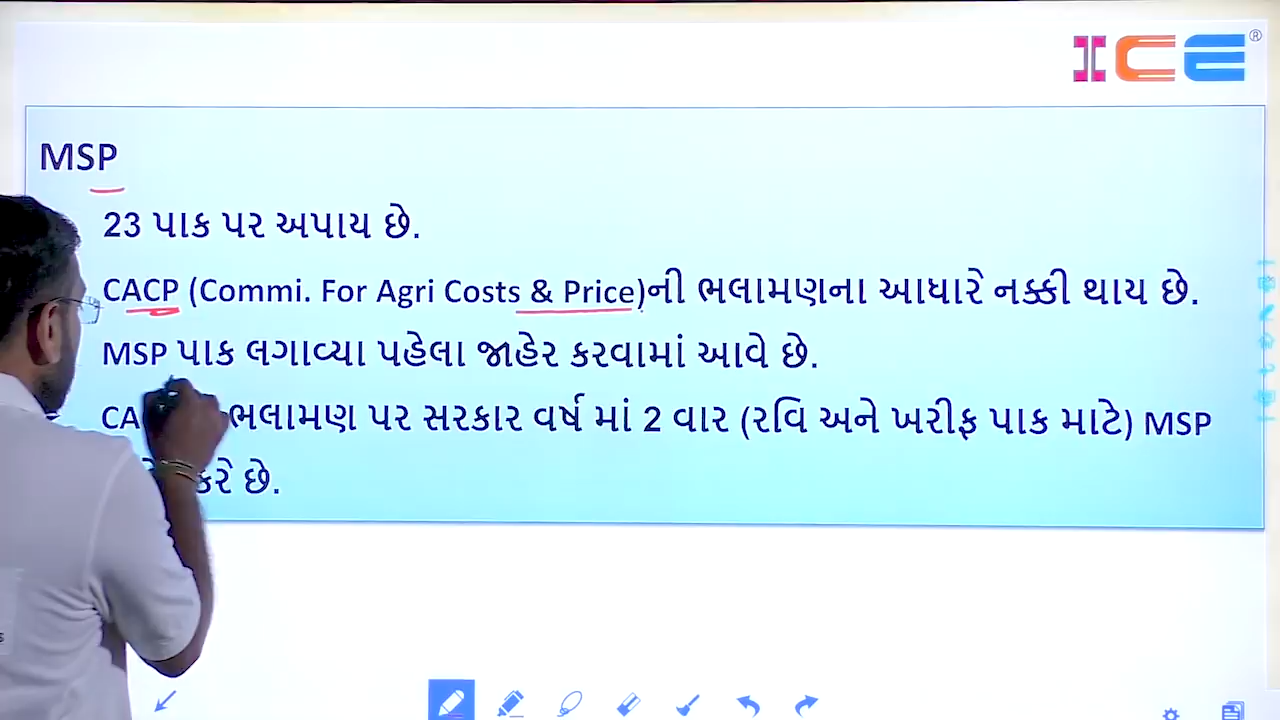 ICE ®
MSP
23 પાક પર અપાય છે.
CACP (Commi. For Agri Costs & Price)ની ભલામણના આધારે નક્કી થાય છે.
MSP પાક લગાવ્યા પહેલા જાહેર કરવામાં આવે છે.
ભલામણ પર સરકાર વર્ષ માં 2 વાર (રવિ અને ખરીફ પાક માટે) MSP
કરે છે.